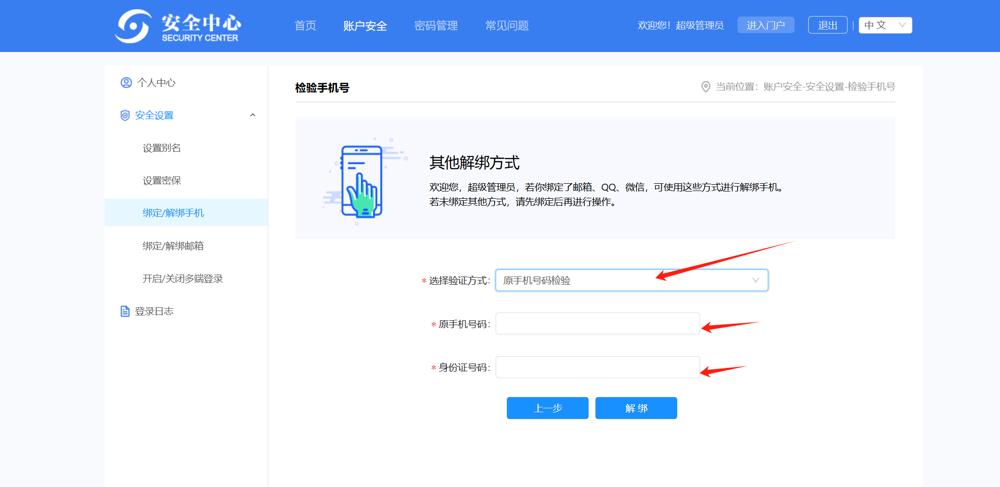 安全中心
SECURITY CENTER
首页
账户安全
密码管理
常见问题
欢迎您！超级管理员
进入门户
退出
中 文
个人中心
安全设置
设置别名
设置密保
绑定/解绑手机
绑定/解绑邮箱
开启/关闭多端登录
登录日志
检验手机号
当前位置：账户安全-安全设置-检验手机号
其他解绑方式
欢迎您，超级管理员，若你绑定了邮箱、QQ、微信，可使用这些方式进行解绑手机。
若未绑定其他方式，请先绑定后再进行操作。
* 选择验证方式: 原手机号码检验
* 原手机号码:
* 身份证号码:
上一步
解 绑